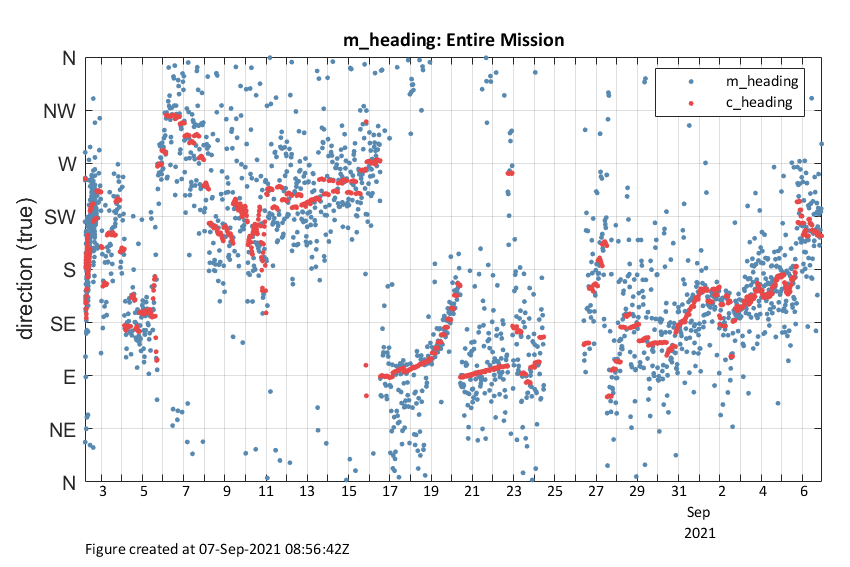 m_heading: Entire Mission
N
NW
W
SW
S
SE
E
NE
N
direction (true)
m_heading
c_heading
3 5 7 9 11 13 15 17 19 21 23 25 27 29 31 2 4 6
Sep
2021
Figure created at 07-Sep-2021 08:56:42Z